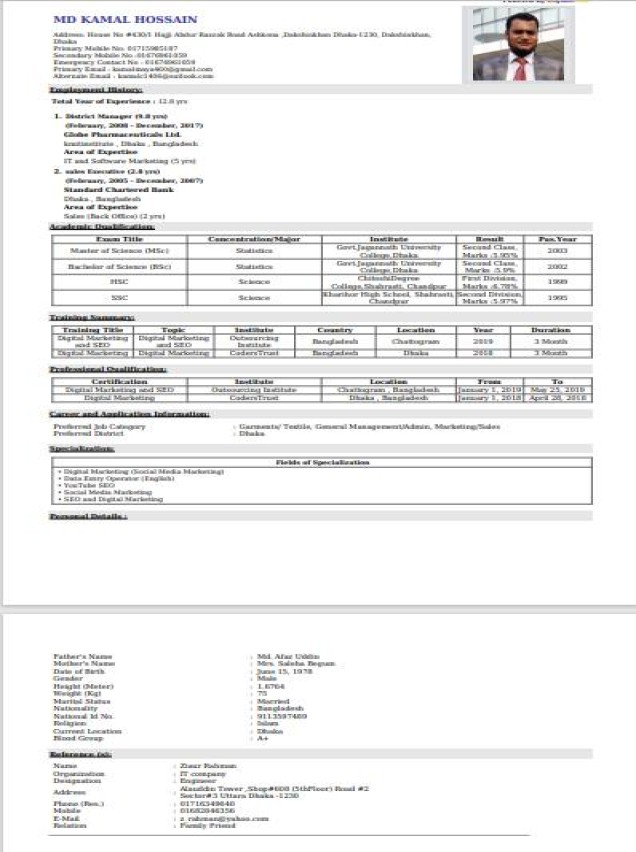 MD KAMAL HOSSAIN
Address: House No #430/1 Hajji Abdur Razzak Road Ashkona ,Dakshinkhan Dhaka-1230, Dakshinkhan,
Dhaka
Primary Mobile No. 01715985187
Secondary Mobile No
Emergency Contact No
Primary Email :
Alternate Email :
Employment History:
Total Year of Experience : 12.6 yrs
1. District Manager (9.8 yrs)
(February, 2008 - December, 2017)
Globe Pharmaceuticals Ltd.
, Dhaka , Bangladesh
Area of Expertise
IT and Software Marketing (5 yrs)
2. sales Executive (2.8 yrs)
(February, 2005 - December, 2007)
Standard Chartered Bank
Dhaka , Bangladesh
Area of Expertise
Sales (Back Office) (2 yrs)
Academic Qualification:
Exam Title Concentration/Major Institute Result Pas.Year
Master of Science (MSc) Statistics Govt.Jagannath University College,Dhaka Second Class, Marks :5.95% 2003
Bachelor of Science (BSc) Statistics Govt.Jagannath University College,Dhaka Second Class, Marks :5.9% 2002
HSC Science ChitoshiDegree College,Shahrasti, Chandpur First Division, Marks :6.78% 1999
SSC Science Kharihor High School, Shahrasti, Chandpur Second Division, Marks :5.97% 1995
Training Summary:
Training Title Topic Institute Country Location Year Duration
Digital Marketing and SEO Digital Marketing and SEO Outsourcing Institute Bangladesh Chattogram 2019 3 Month
Digital Marketing Digital Marketing CodersTrust Bangladesh Dhaka 2018 3 Month
Professional Qualification:
Certification Institute Location From To
Digital Marketing and SEO Outsourcing Institute Chattogram , Bangladesh January 1, 2019 May 25, 2019
Digital Marketing CodersTrust Dhaka , Bangladesh January 1, 2018 April 28, 2018
Career and Application Information:
Preferred Job Category : Garments/ Textile, General Management/Admin, Marketing/Sales
Preferred District : Dhaka
Specialization:
Fields of Specialization
• Digital Marketing (Social Media Marketing)
• Data Entry Operator (English)
• YouTube SEO
• Social Media Marketing
• SEO and Digital Marketing
Personal Details :
Father's Name : Md. Afaz Uddin
Mother's Name : Mrs. Saleha Begum
Date of Birth : June 15, 1978
Gender : Male
Height (Meter) : 1.6764
Weight (Kg) : 75
Marital Status : Married
Nationality : Bangladesh
National Id No. : 9113597469
Religion : Islam
Current Location : Dhaka
Blood Group : A+
Reference (s):
Name : Ziaur Rahman
Organization : IT company
Designation : Engineer
Address : Alauddin Tower ,Shop#608 (5thFloor) Road #2
Sector#3 Uttara Dhaka -1230
Phone (Res.) : 01716349640
Mobile : 01682846356
E-Mail : z_rahman@yahoo.com
Relation : Family Friend